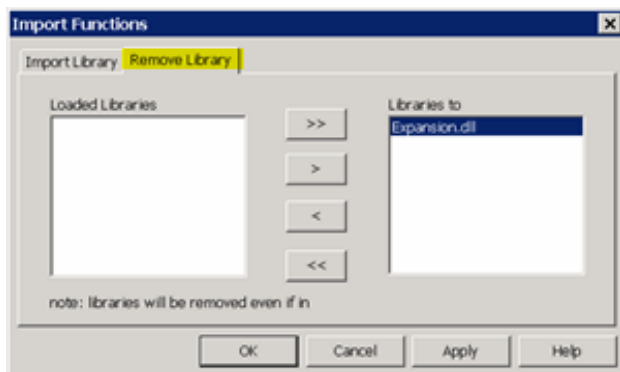 Import Functions
Import Library
Remove Library
Loaded Libraries
Libraries to
Expansion.dll
>>
>
<
<<
note: libraries will be removed even if in
OK
Cancel
Apply
Help